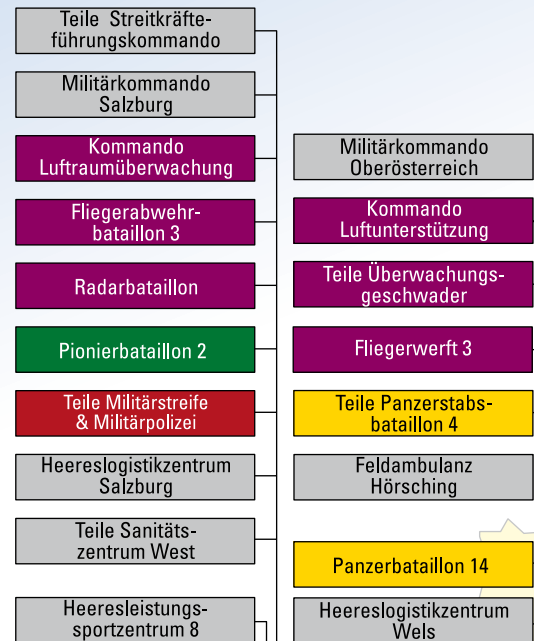 Teile Streitkräfte-
führungskommando
Militärkommando
Salzburg
Kommando
Luftraumüberwachung
Fliegerabwehr-
bataillon 3
Radarbataillon
Pionierbataillon 2
Teile Militärstreife
& Militärpolizei
Heereslogistikzentrum
Salzburg
Teile Sanitäts-
zentrum West
Heeresleistungs-
sportzentrum 8
Militärkommando
Oberösterreich
Kommando
Luftunterstützung
Teile Überwachungs-
geschwader
Fliegerwerft 3
Teile Panzerstabs-
bataillon 4
Feldambulanz
Hörsching
Panzerbataillon 14
Heereslogistikzentrum
Wels